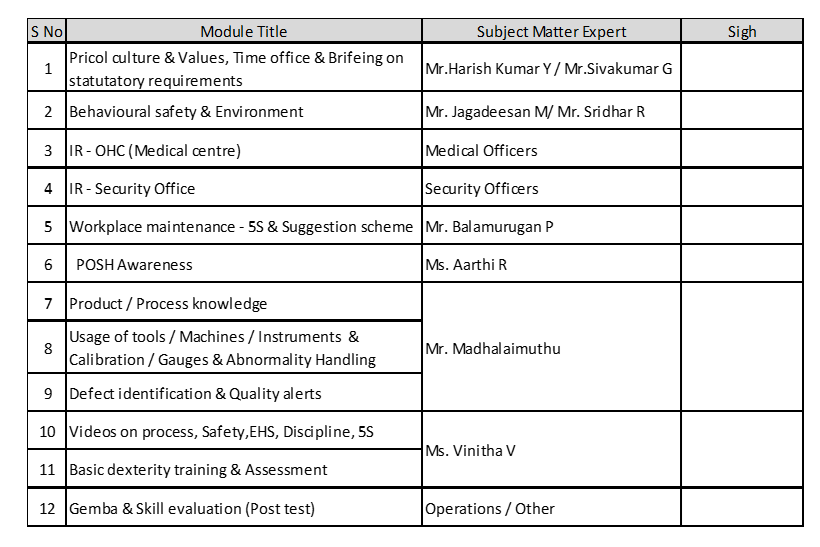 S No Module Title Subject Matter Expert Sigh
1 Pricol culture & Values, Time office & Brifeing on statutatory requirements Mr.Harish Kumar Y / Mr.Sivakumar G
2 Behavioural safety & Environment Mr. Jagadeesan M/ Mr. Sridhar R
3 IR - OHC (Medical centre) Medical Officers
4 IR - Security Office Security Officers
5 Workplace maintenance - 5S & Suggestion scheme Mr. Balamurugan P
6 POSH Awareness Ms. Aarthi R
7 Product / Process knowledge
8 Usage of tools / Machines / Instruments & Calibration / Gauges & Abnormality Handling Mr. Madhalaimuthu
9 Defect identification & Quality alerts
10 Videos on process, Safety,EHS, Discipline, 5S Ms. Vinitha V
11 Basic dexterity training & Assessment
12 Gemba & Skill evaluation (Post test) Operations / Other